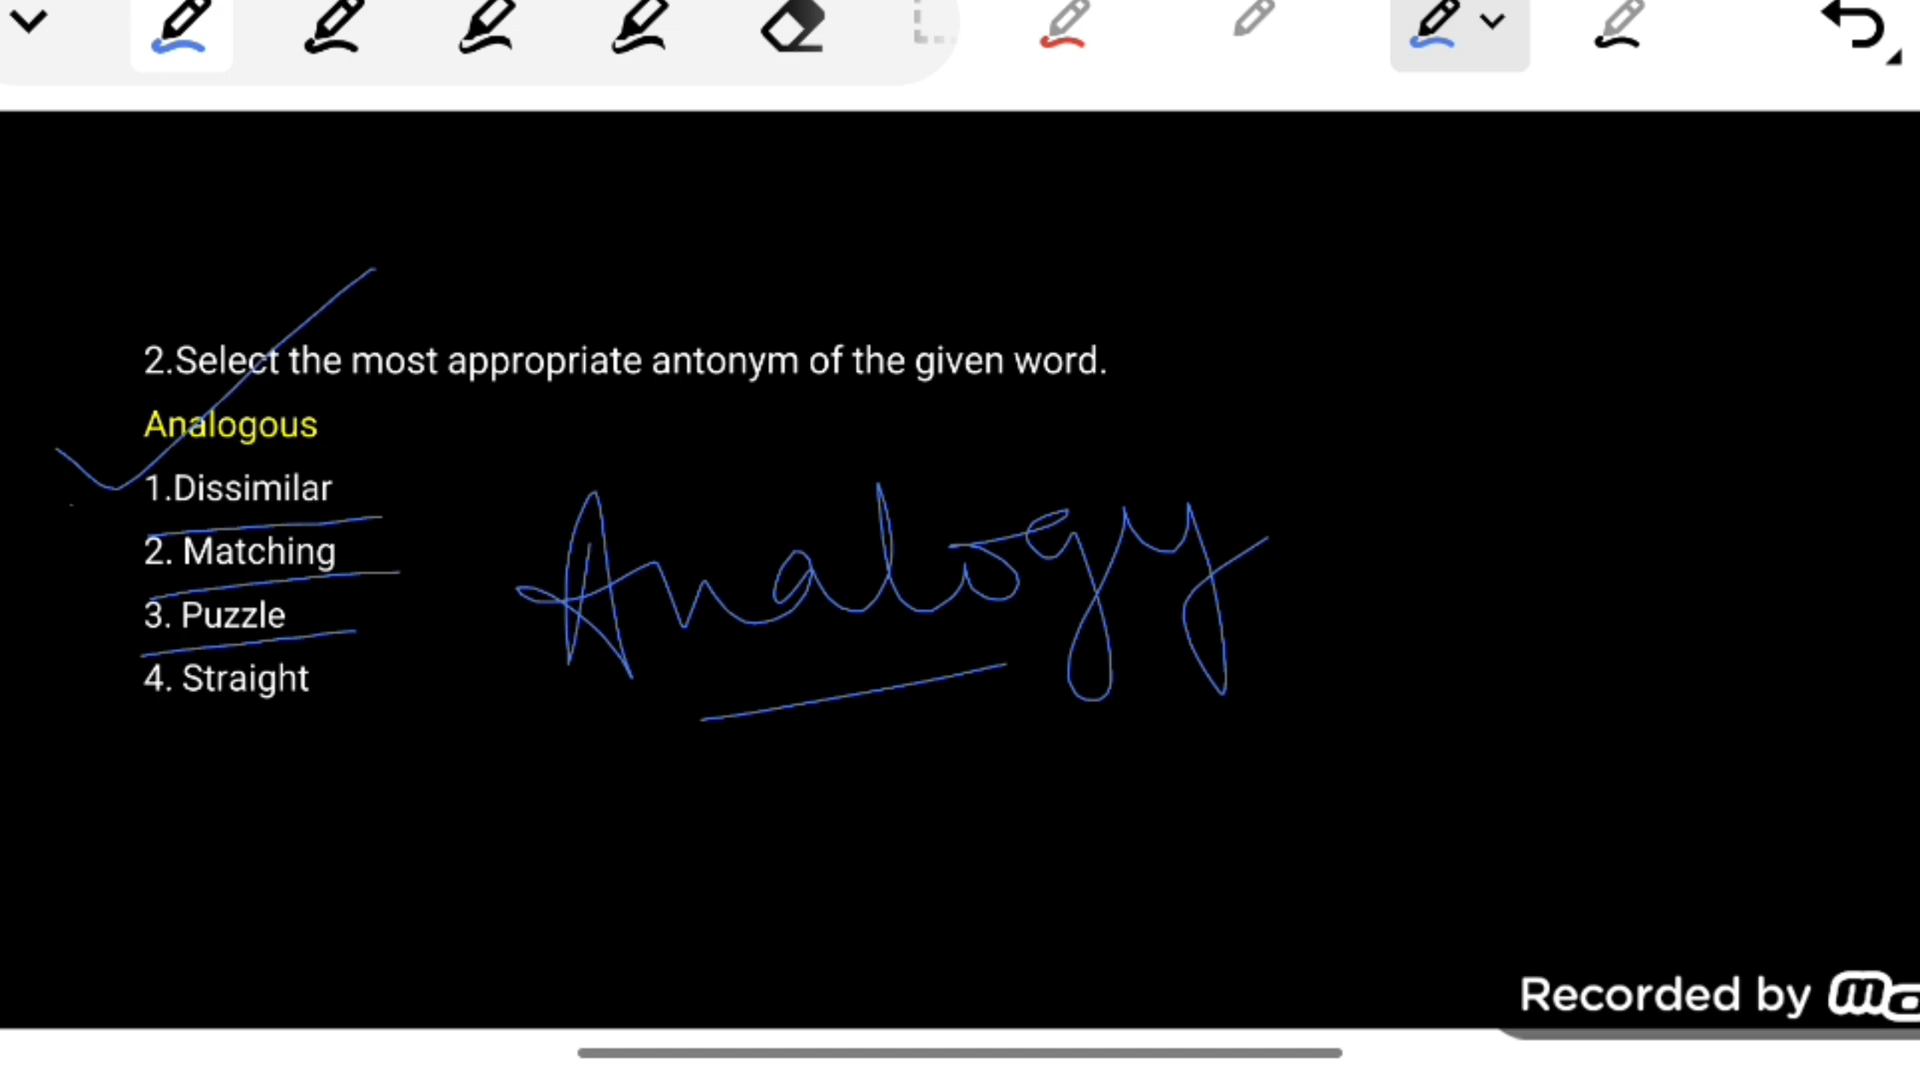 2.Select the most appropriate antonym of the given word.
Analogous
1.Dissimilar
2. Matching
3. Puzzle
4. Straight
Analogy
Recorded by